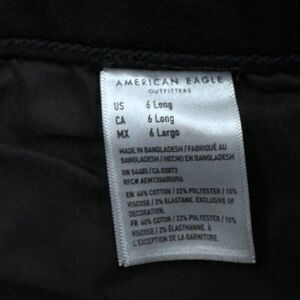 AMERICAN EAGLE
OUTFITTERS
US 6 Long
CA 6 Long
MX 6 Largo
MADE IN BANGLADESH / FABRIQUÉ AU
BANGLADESH / HECHO EN BANGLADESH
RN 54485 / CA 03873
RFC#
EN 66% COTTON / 22% POLYESTER / 10%
VISCOSE / 2% ELASTANE. EXCLUSIVE OF
DECORATION.
FR 66% COTON / 22% POLYESTER / 10%
VISCOSE / 2% ÉLASTHANNE. À
L'EXCEPTION DE LA GARNITURE.